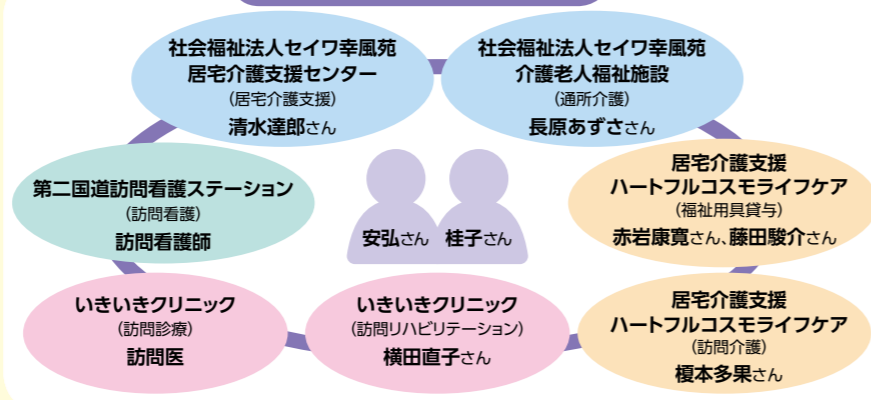 社会福祉法人セイワ幸風苑
居宅介護支援センター
(居宅介護支援)
清水達郎さん
社会福祉法人セイワ幸風苑
介護老人福祉施設
(通所介護)
長原あずささん
第二国道訪問看護ステーション
(訪問看護)
訪問看護師
安弘さん 桂子さん
居宅介護支援
ハートフルコスモライフケア
(福祉用具貸与)
赤岩康寛さん、藤田駿介さん
いきいきクリニック
(訪問診療)
訪問医
いきいきクリニック
(訪問リハビリテーション)
横田直子さん
居宅介護支援
ハートフルコスモライフケア
(訪問介護)
榎本多果さん